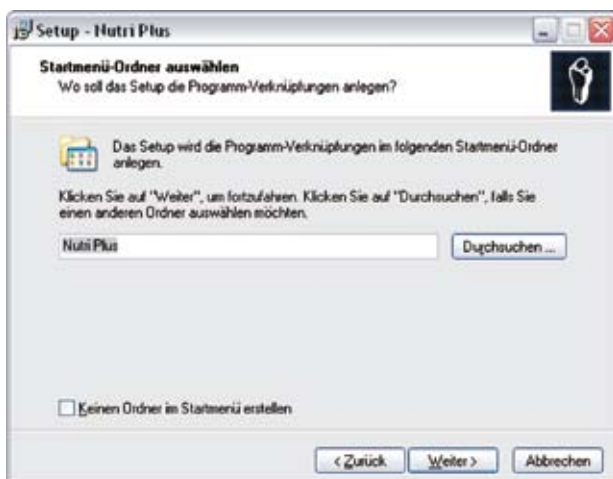 Setup - Nutri Plus
Startmenü-Ordner auswählen
Wo soll das Setup die Programm-Verknüpfungen anlegen?
Das Setup wird die Programm-Verknüpfungen im folgenden Startmenü-Ordner
anlegen.
Klicken Sie auf "Weiter", um fortzufahren. Klicken Sie auf "Durchsuchen", falls Sie
einen anderen Ordner auswählen möchten.
Nutri Plus
Durchsuchen ...
Keinen Ordner im Startmenü erstellen
< Zurück
Weiter >
Abbrechen